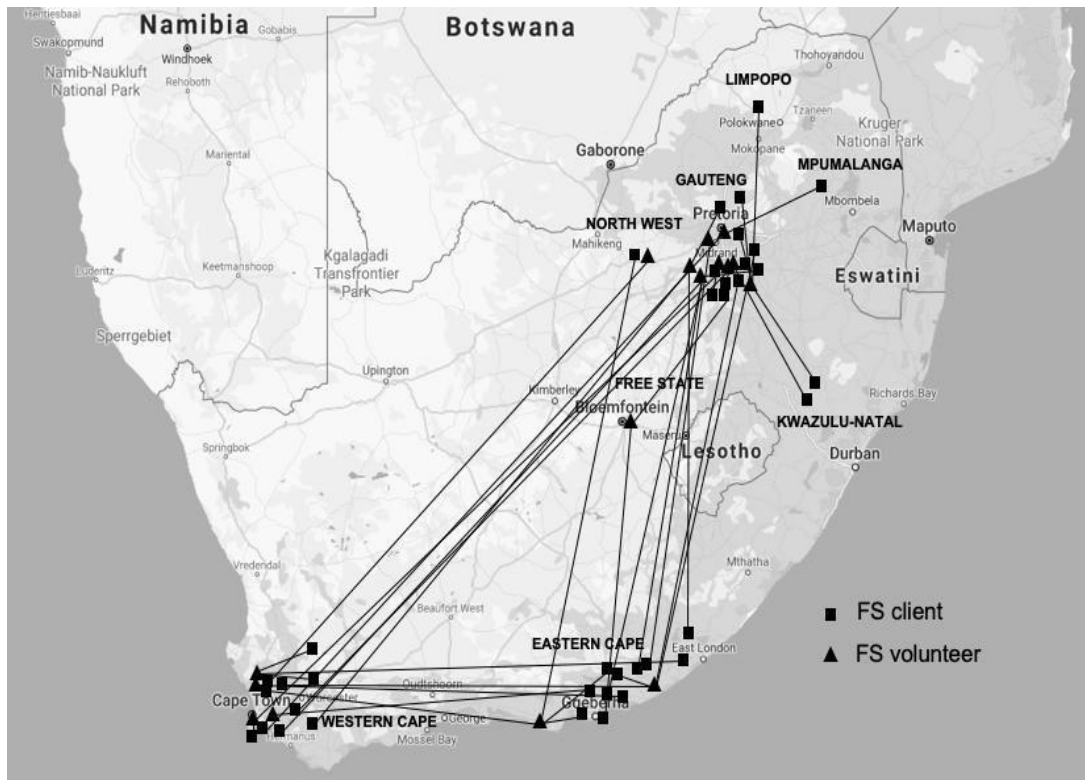 Hentiesbaai
Namibia
Gobabis
Botswana
Swakopmund
Windhoek
Namib-Naukluft
National Park
Rehoboth
Thohoyandou
LIMPOPO
Tzaneen
Polokwane
Kruger
National Park
Mokopane
Mariental
Gaborone
MPUMALANGA
GAUTENG
Mbombela
Pretoria
NORTH WEST
Mahikeng
Maputo
Midrand
Kgalagadi
Transfrontier
Park
Luderitz
Keetmanshoop
Eswatini
Sperrgebiet
Upington
FREE STATE
Kimberley
Richards Bay
Bloemfontein
KWAZULU-NATAL
Maseru
Lesotho
Springbok
Durban
Vredendal
Mthatha
Beaufort West
FS client
EASTERN CAPE
East London
FS volunteer
Oudtshoorn
Cape Town
Worcester
Gqeberha
WESTERN CAPE
George
Hermanus
Mossel Bay